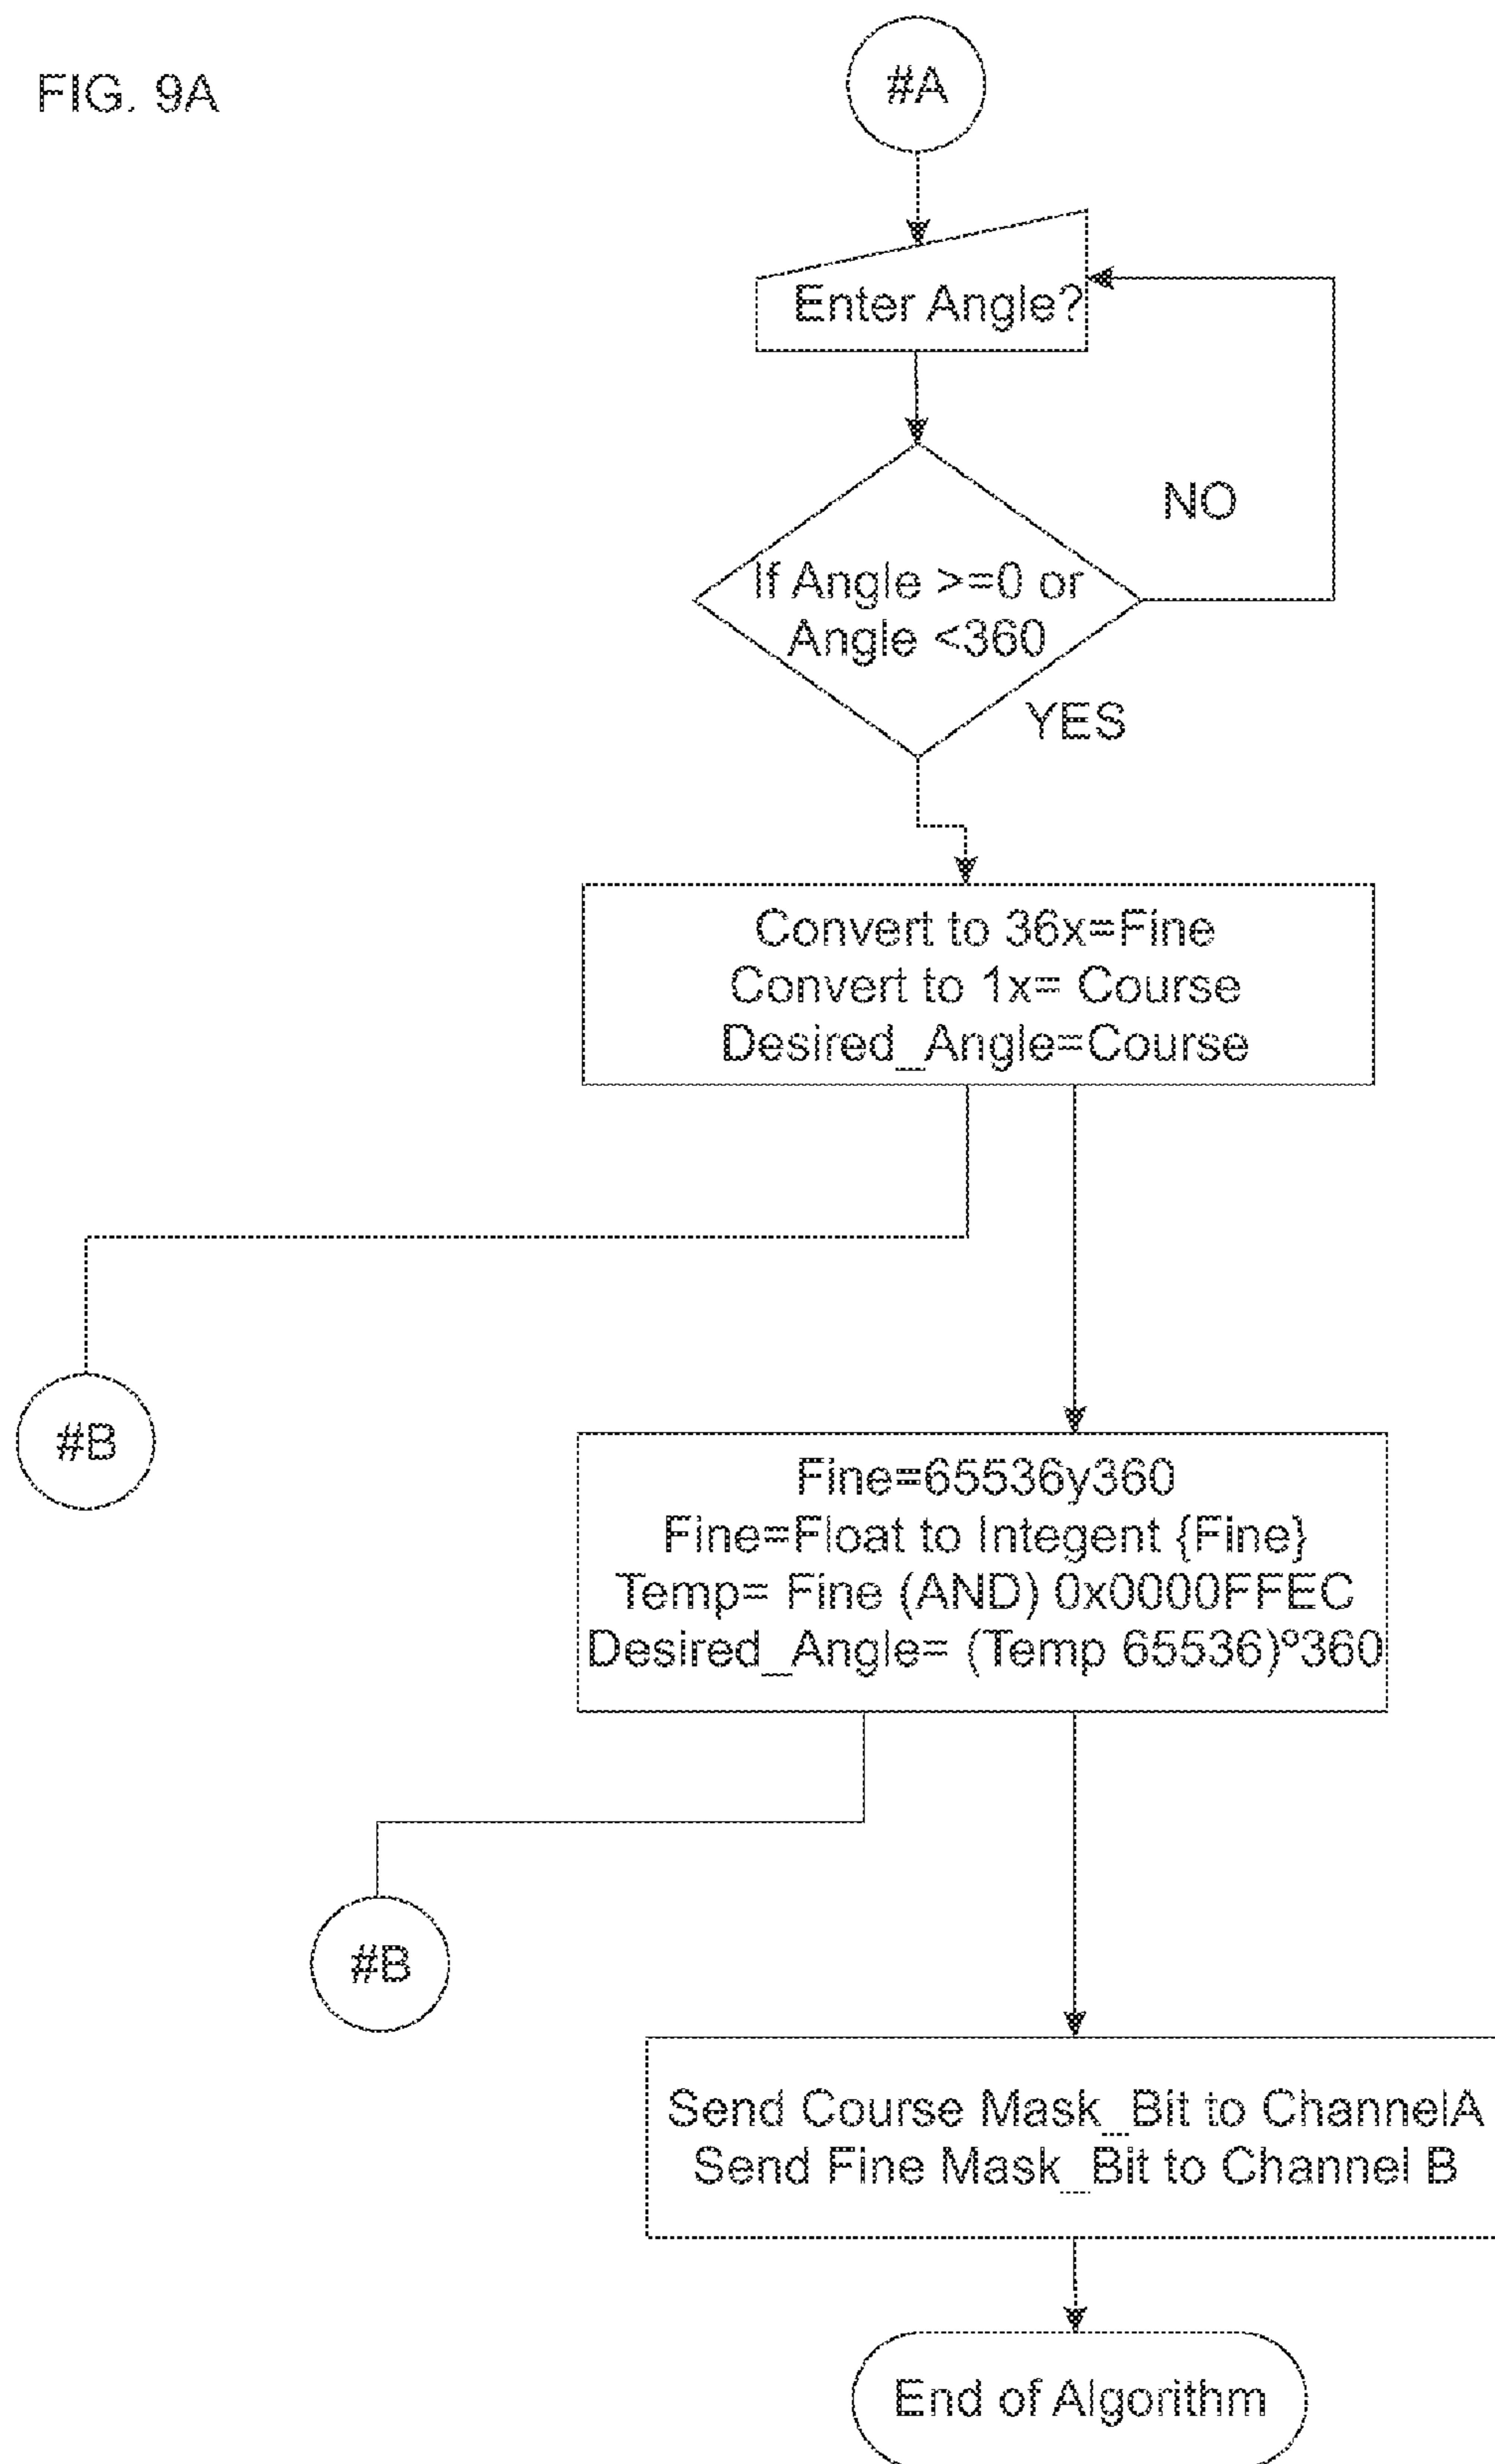 FIG. 9A
#A
Enter Angle?
If Angle >=0 or
Angle <360
NO
YES
Convert to 36x=Fine
Convert to 1x= Course
Desired_Angle=Course
#B
Fine=65536y360
Fine=Float to Integent {Fine}
Temp= Fine (AND) 0x0000FFEC
Desired_Angle= (Temp 65536)º360
#B
Send Course Mask_Bit to ChannelA
Send Fine Mask_Bit to Channel B
End of Algorithm